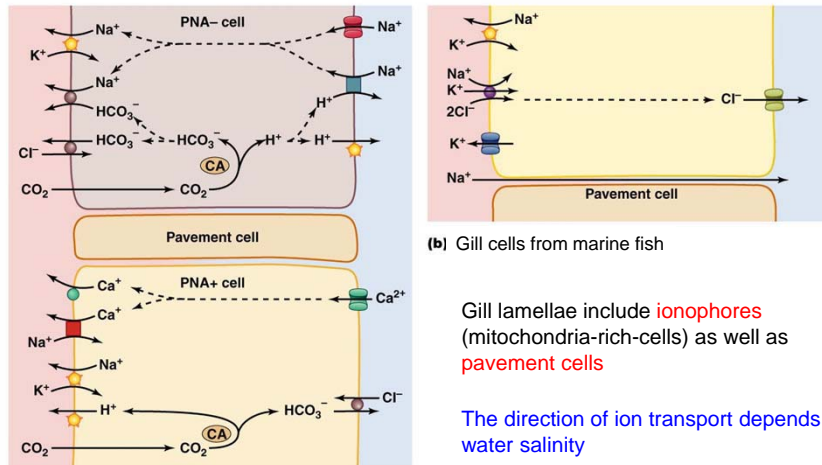 PNA– cell
Na⁺
K⁺
Na⁺
Na⁺
Na⁺
H⁺
HCO₃⁻
HCO₃⁻
HCO₃⁻
H⁺
H⁺
Cl⁻
CA
CO₂
CO₂
Pavement cell
PNA+ cell
Ca⁺
Ca⁺
Ca²⁺
Na⁺
Na⁺
K⁺
H⁺
HCO₃⁻
Cl⁻
CA
CO₂
CO₂
Na⁺
K⁺
Na⁺
K⁺
2Cl⁻
Cl⁻
K⁺
Na⁺
Pavement cell
(b) Gill cells from marine fish
Gill lamellae include ionophores
(mitochondria-rich-cells) as well as
pavement cells
The direction of ion transport depends
water salinity